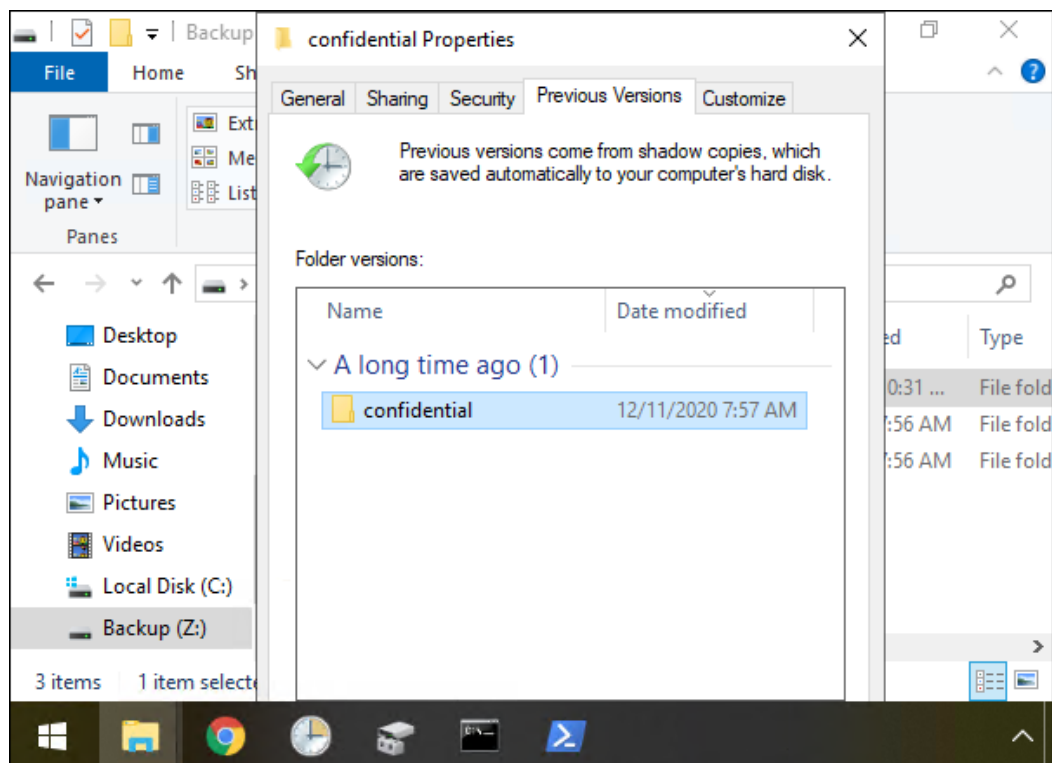 Backup
confidential Properties
File
Home
Sh
General
Sharing
Security
Previous Versions
Customize
Ext
Me
List
Navigation
pane
Panes
Previous versions come from shadow copies, which
are saved automatically to your computer's hard disk.
Folder versions:
Name
Date modified
A long time ago (1)
confidential
12/11/2020 7:57 AM
ed
Type
0:31 ...
File fold
7:56 AM
File fold
7:56 AM
File fold
Desktop
Documents
Downloads
Music
Pictures
Videos
Local Disk (C:)
Backup (Z:)
3 items
1 item selecte